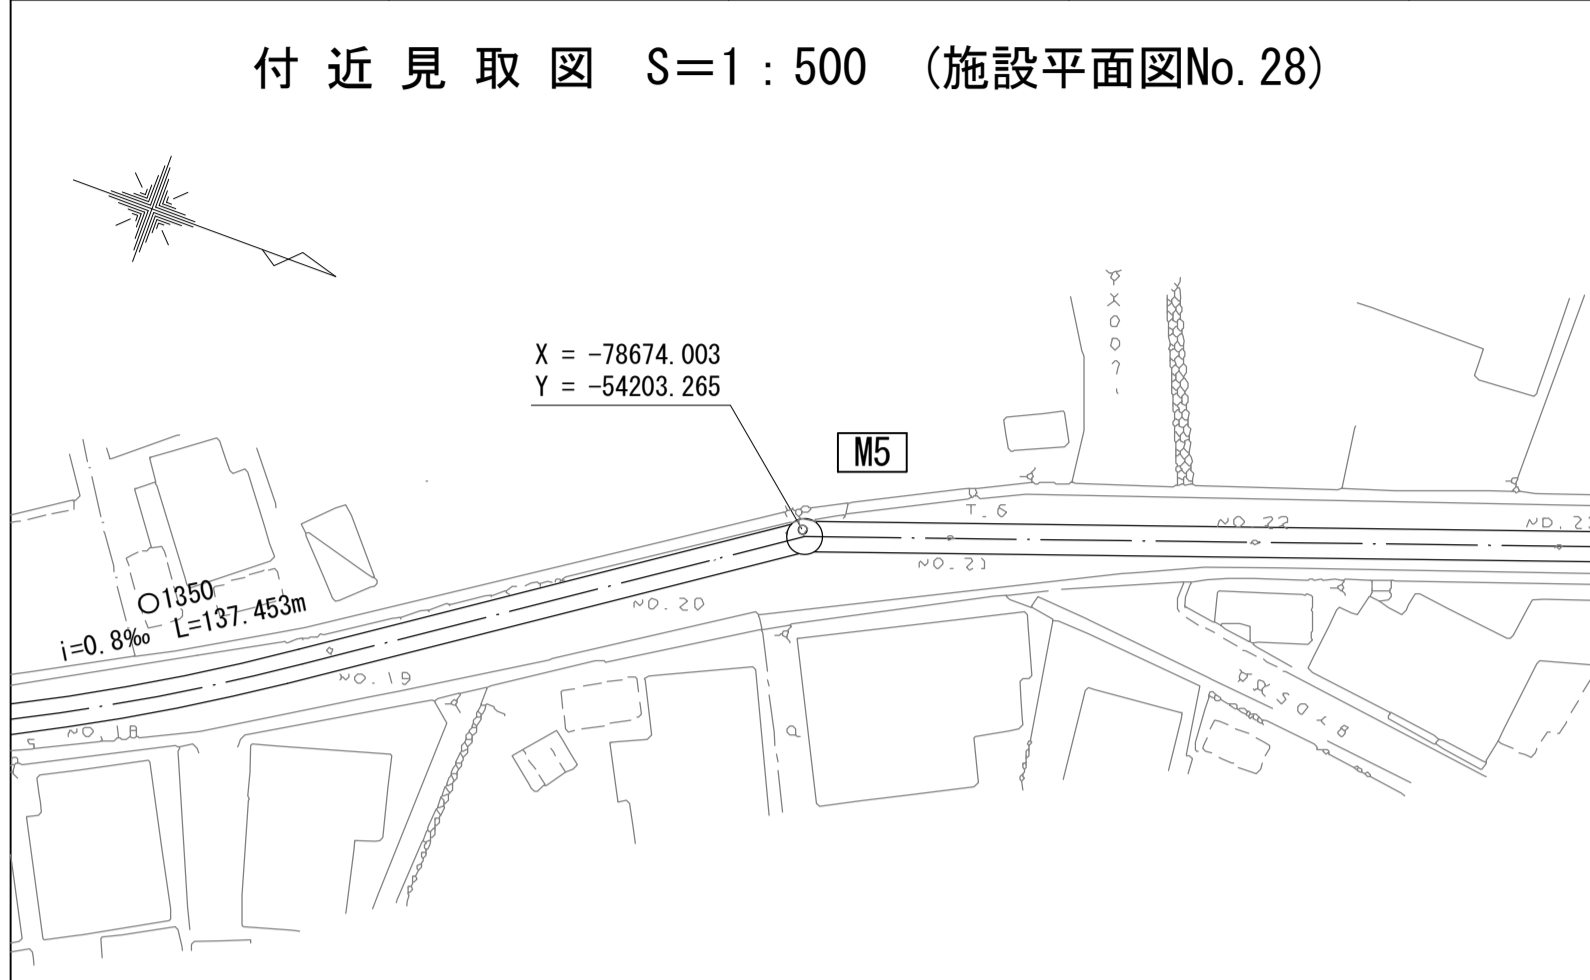 付近見取図 S=1:500 (施設平面図No.28)
X = -78674.003
Y = -54203.265
M5
T-6
NO.22
NO.21
NO.20
○1350
i=0.8‰ L=137.453m
NO.19
NO.18